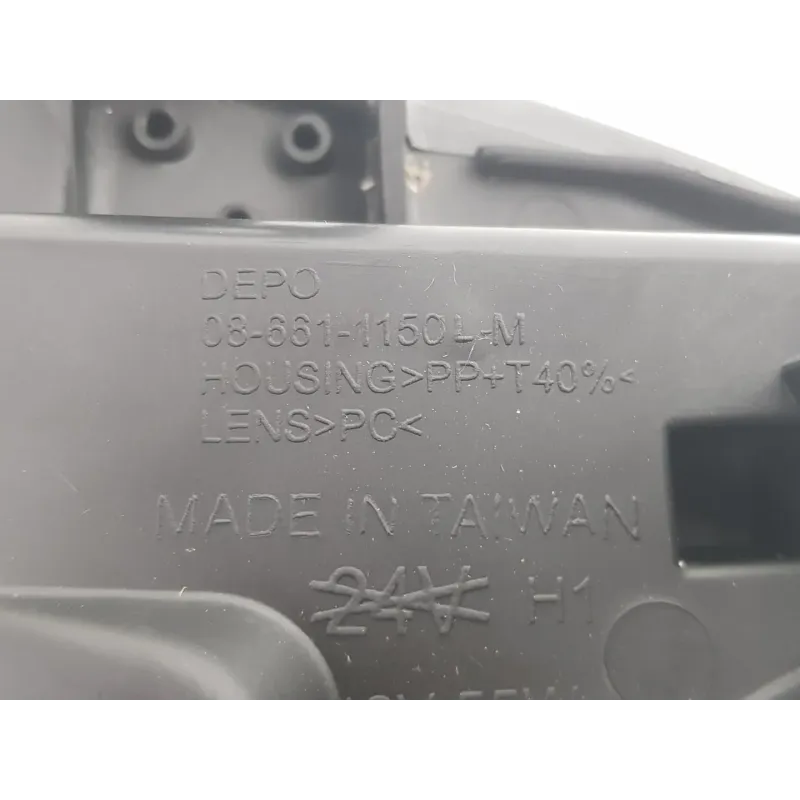 DEPO
08-661-1150L-M
HOUSING>PP+T40%<
LENS>PC<
MADE IN TAIWAN
24V H1